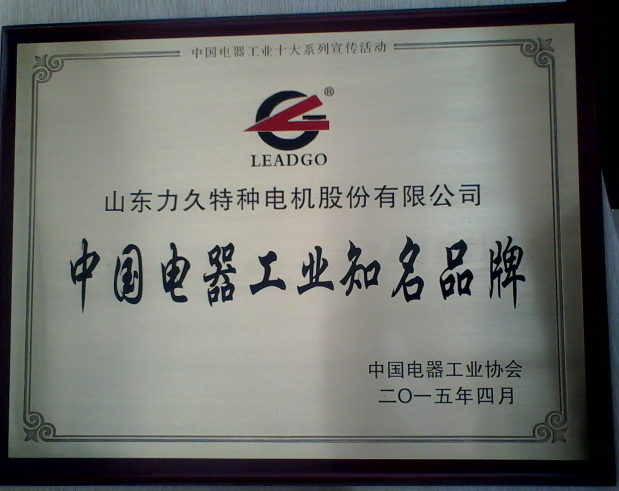 中国电器工业十大系列宣传活动
®
LEADGO
山东力久特种电机股份有限公司
中国电器工业知名品牌
中国电器工业协会
二〇一五年四月